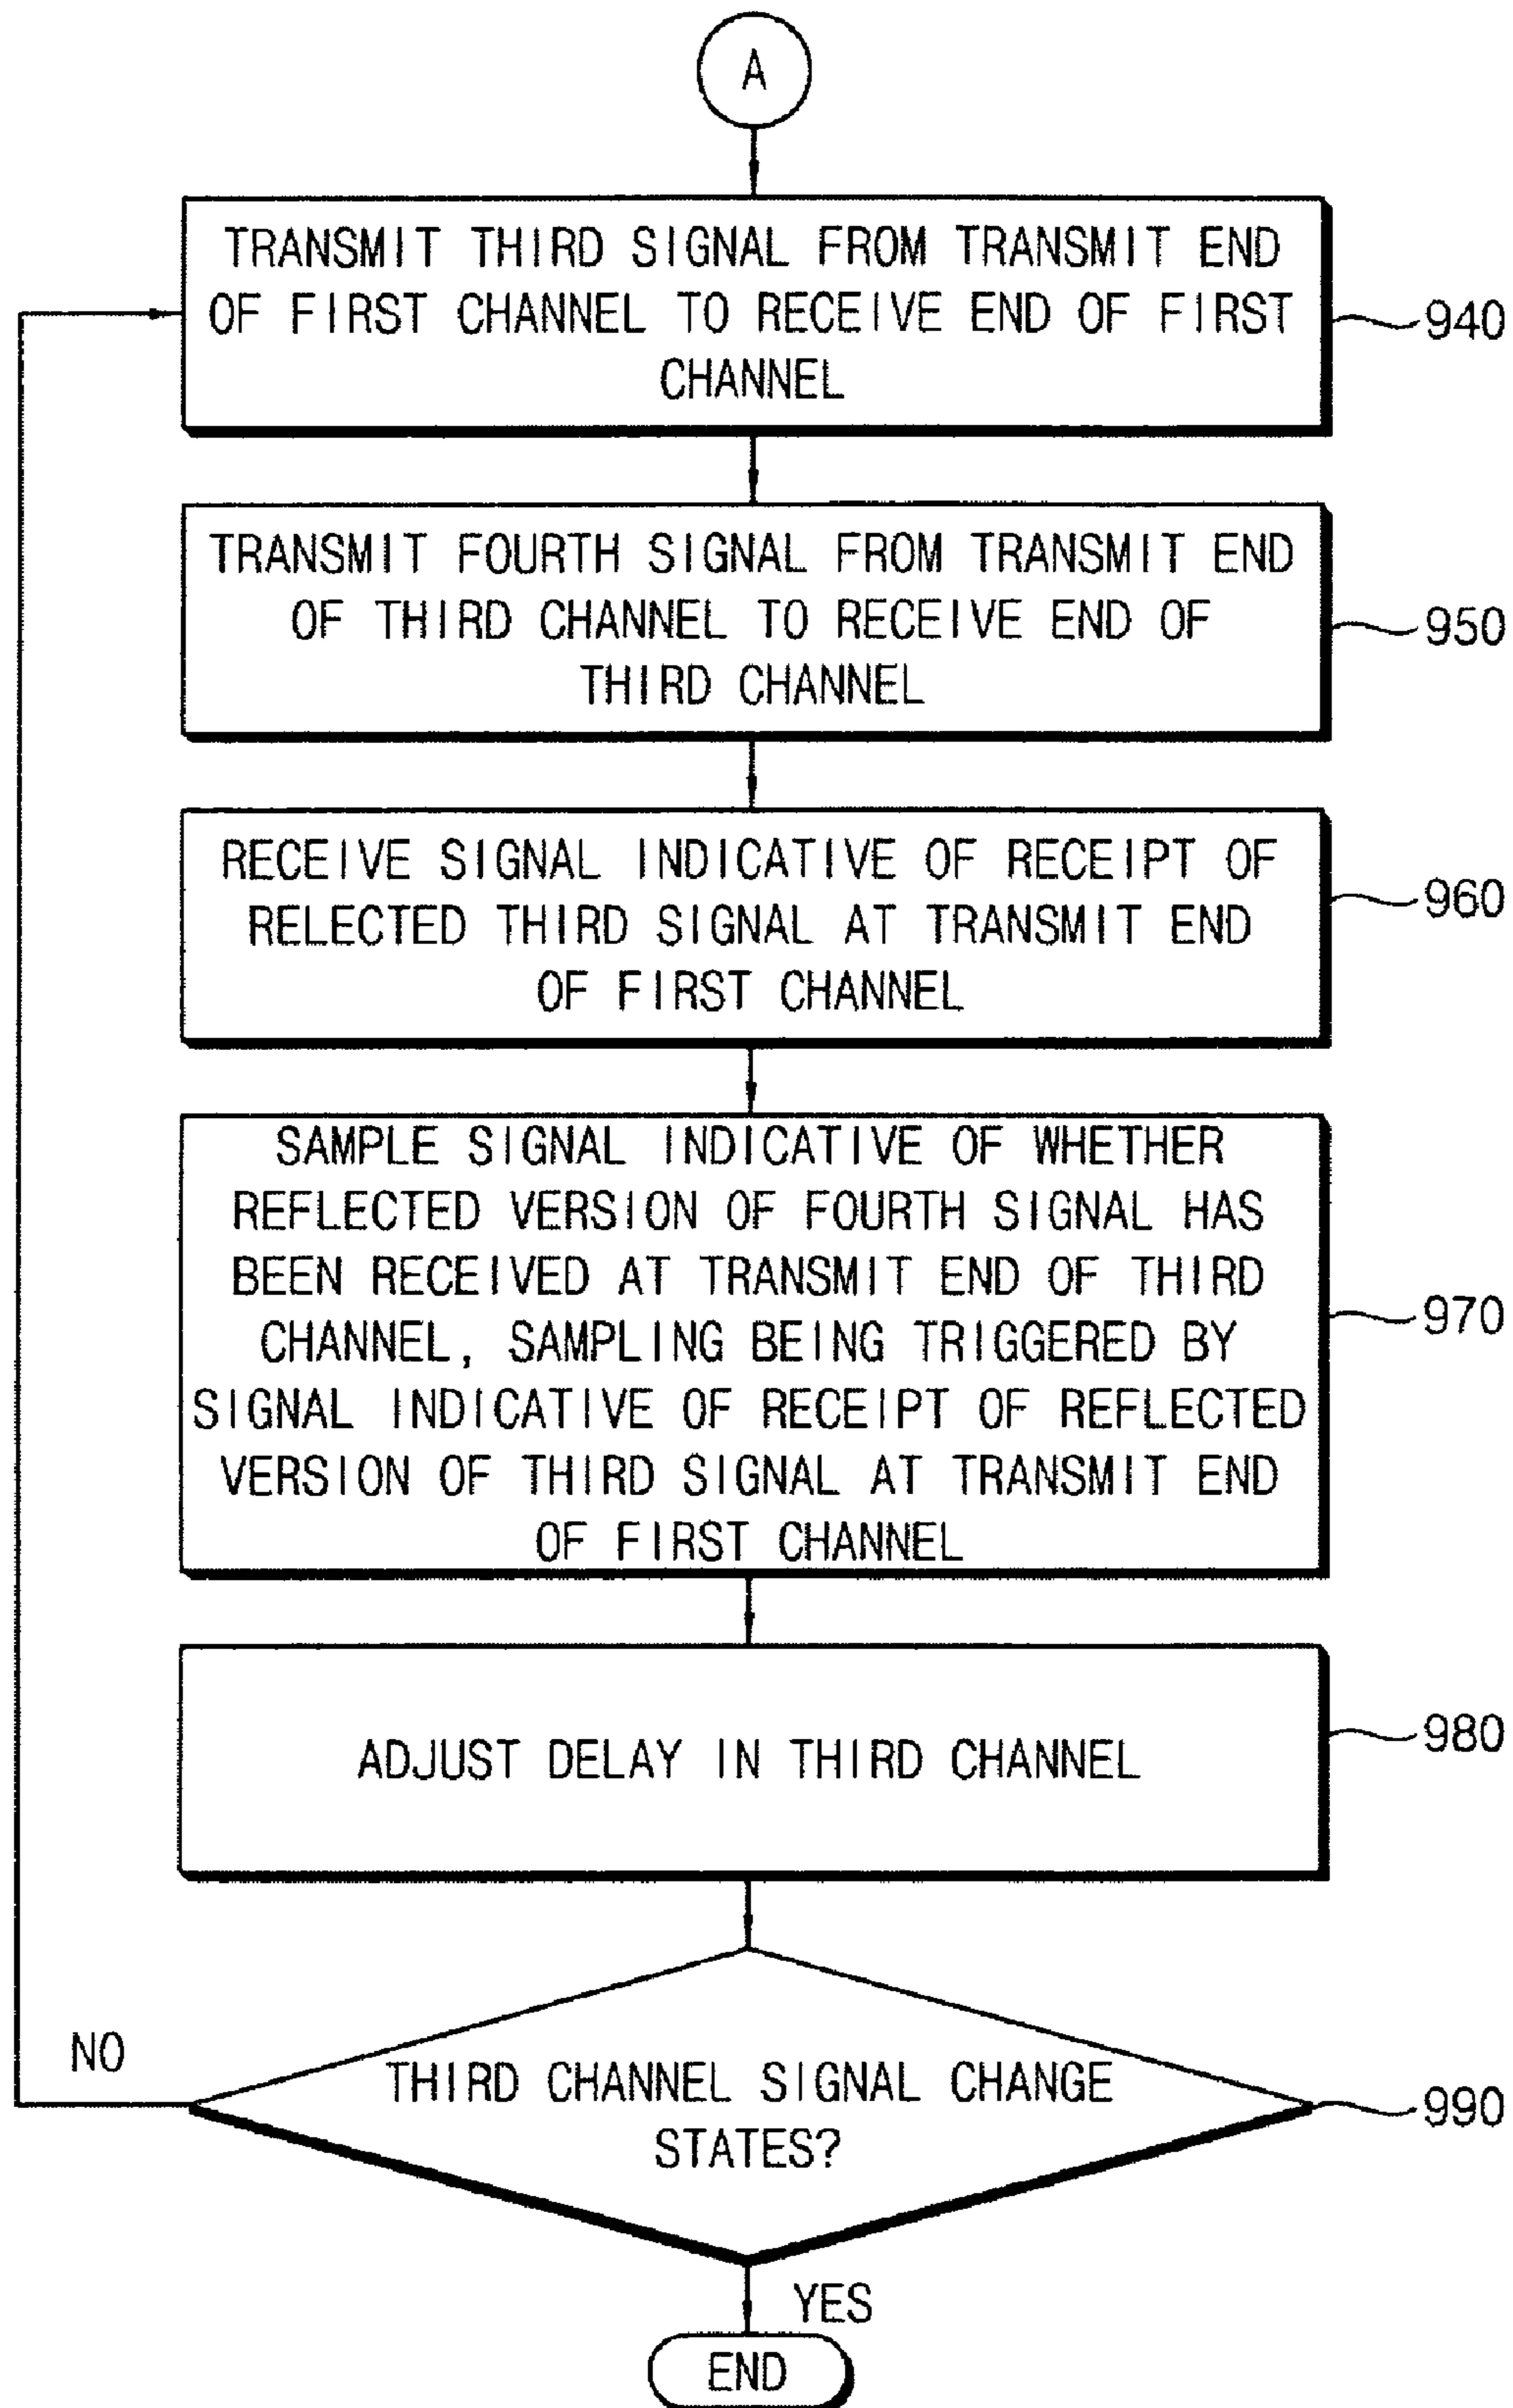 A
TRANSMIT THIRD SIGNAL FROM TRANSMIT END
OF FIRST CHANNEL TO RECEIVE END OF FIRST
CHANNEL
940
TRANSMIT FOURTH SIGNAL FROM TRANSMIT END
OF THIRD CHANNEL TO RECEIVE END OF
THIRD CHANNEL
950
RECEIVE SIGNAL INDICATIVE OF RECEIPT OF
RELECTED THIRD SIGNAL AT TRANSMIT END
OF FIRST CHANNEL
960
SAMPLE SIGNAL INDICATIVE OF WHETHER
REFLECTED VERSION OF FOURTH SIGNAL HAS
BEEN RECEIVED AT TRANSMIT END OF THIRD
CHANNEL, SAMPLING BEING TRIGGERED BY
SIGNAL INDICATIVE OF RECEIPT OF REFLECTED
VERSION OF THIRD SIGNAL AT TRANSMIT END
OF FIRST CHANNEL
970
ADJUST DELAY IN THIRD CHANNEL
980
NO
THIRD CHANNEL SIGNAL CHANGE
STATES?
990
YES
END